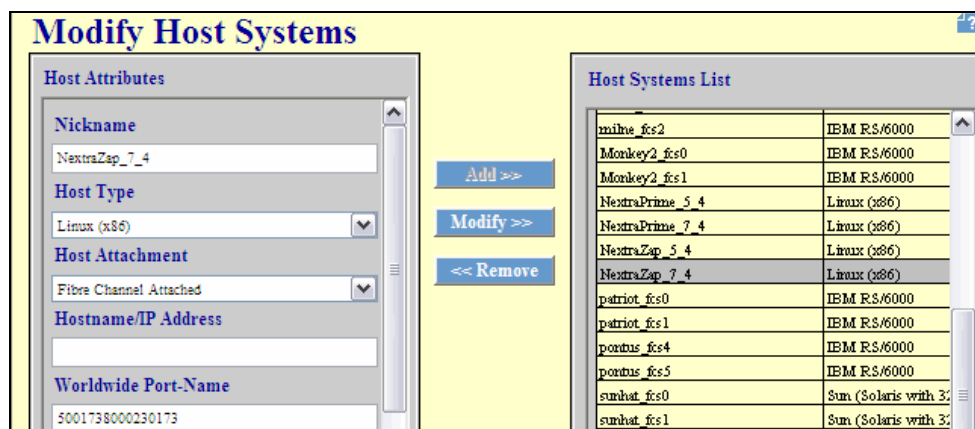 Modify Host Systems
Host Attributes
Nickname
NextraZap_7_4
Host Type
Linux (x86)
Host Attachment
Fibre Channel Attached
Hostname/IP Address
Worldwide Port-Name
5001738000230173
Add >>
Modify >>
<< Remove
Host Systems List
milne_fcs2 IBM RS/6000
Monkey2_fcs0 IBM RS/6000
Monkey2_fcs1 IBM RS/6000
NextraPrime_5_4 Linux (x86)
NextraPrime_7_4 Linux (x86)
NextraZap_5_4 Linux (x86)
NextraZap_7_4 Linux (x86)
patriot_fcs0 IBM RS/6000
patriot_fcs1 IBM RS/6000
pontus_fcs4 IBM RS/6000
pontus_fcs5 IBM RS/6000
sunhat_fcs0 Sun (Solaris with 32
sunhat_fcs1 Sun (Solaris with 32